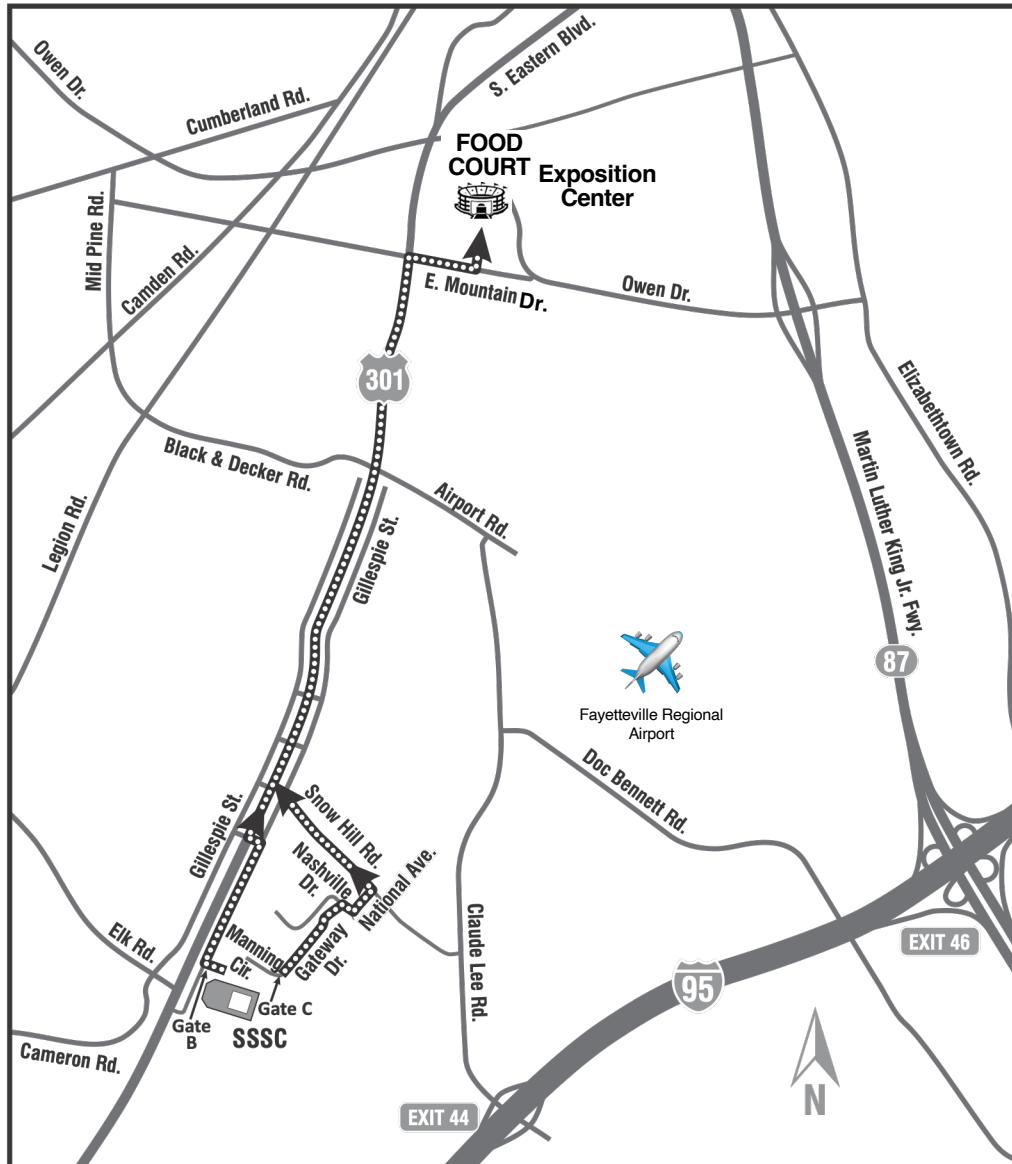 Owen Dr.
Cumberland Rd.
S. Eastern Blvd.
FOOD
COURT
Exposition
Center
Mid Pine Rd.
Camden Rd.
E. Mountain Dr.
Owen Dr.
301
Elizabethtown Rd.
Black & Decker Rd.
Airport Rd.
Martin Luther King Jr. Fwy.
Legion Rd.
Gillespie St.
87
Fayetteville Regional
Airport
Doc Bennett Rd.
Snow Hill Rd.
Gillespie St.
Nashville
Dr.
National Ave.
Claude Lee Rd.
Elk Rd.
Manning
Cir.
Gateway
Dr.
EXIT 46
95
Gate
B
Gate C
SSSC
Cameron Rd.
EXIT 44
N